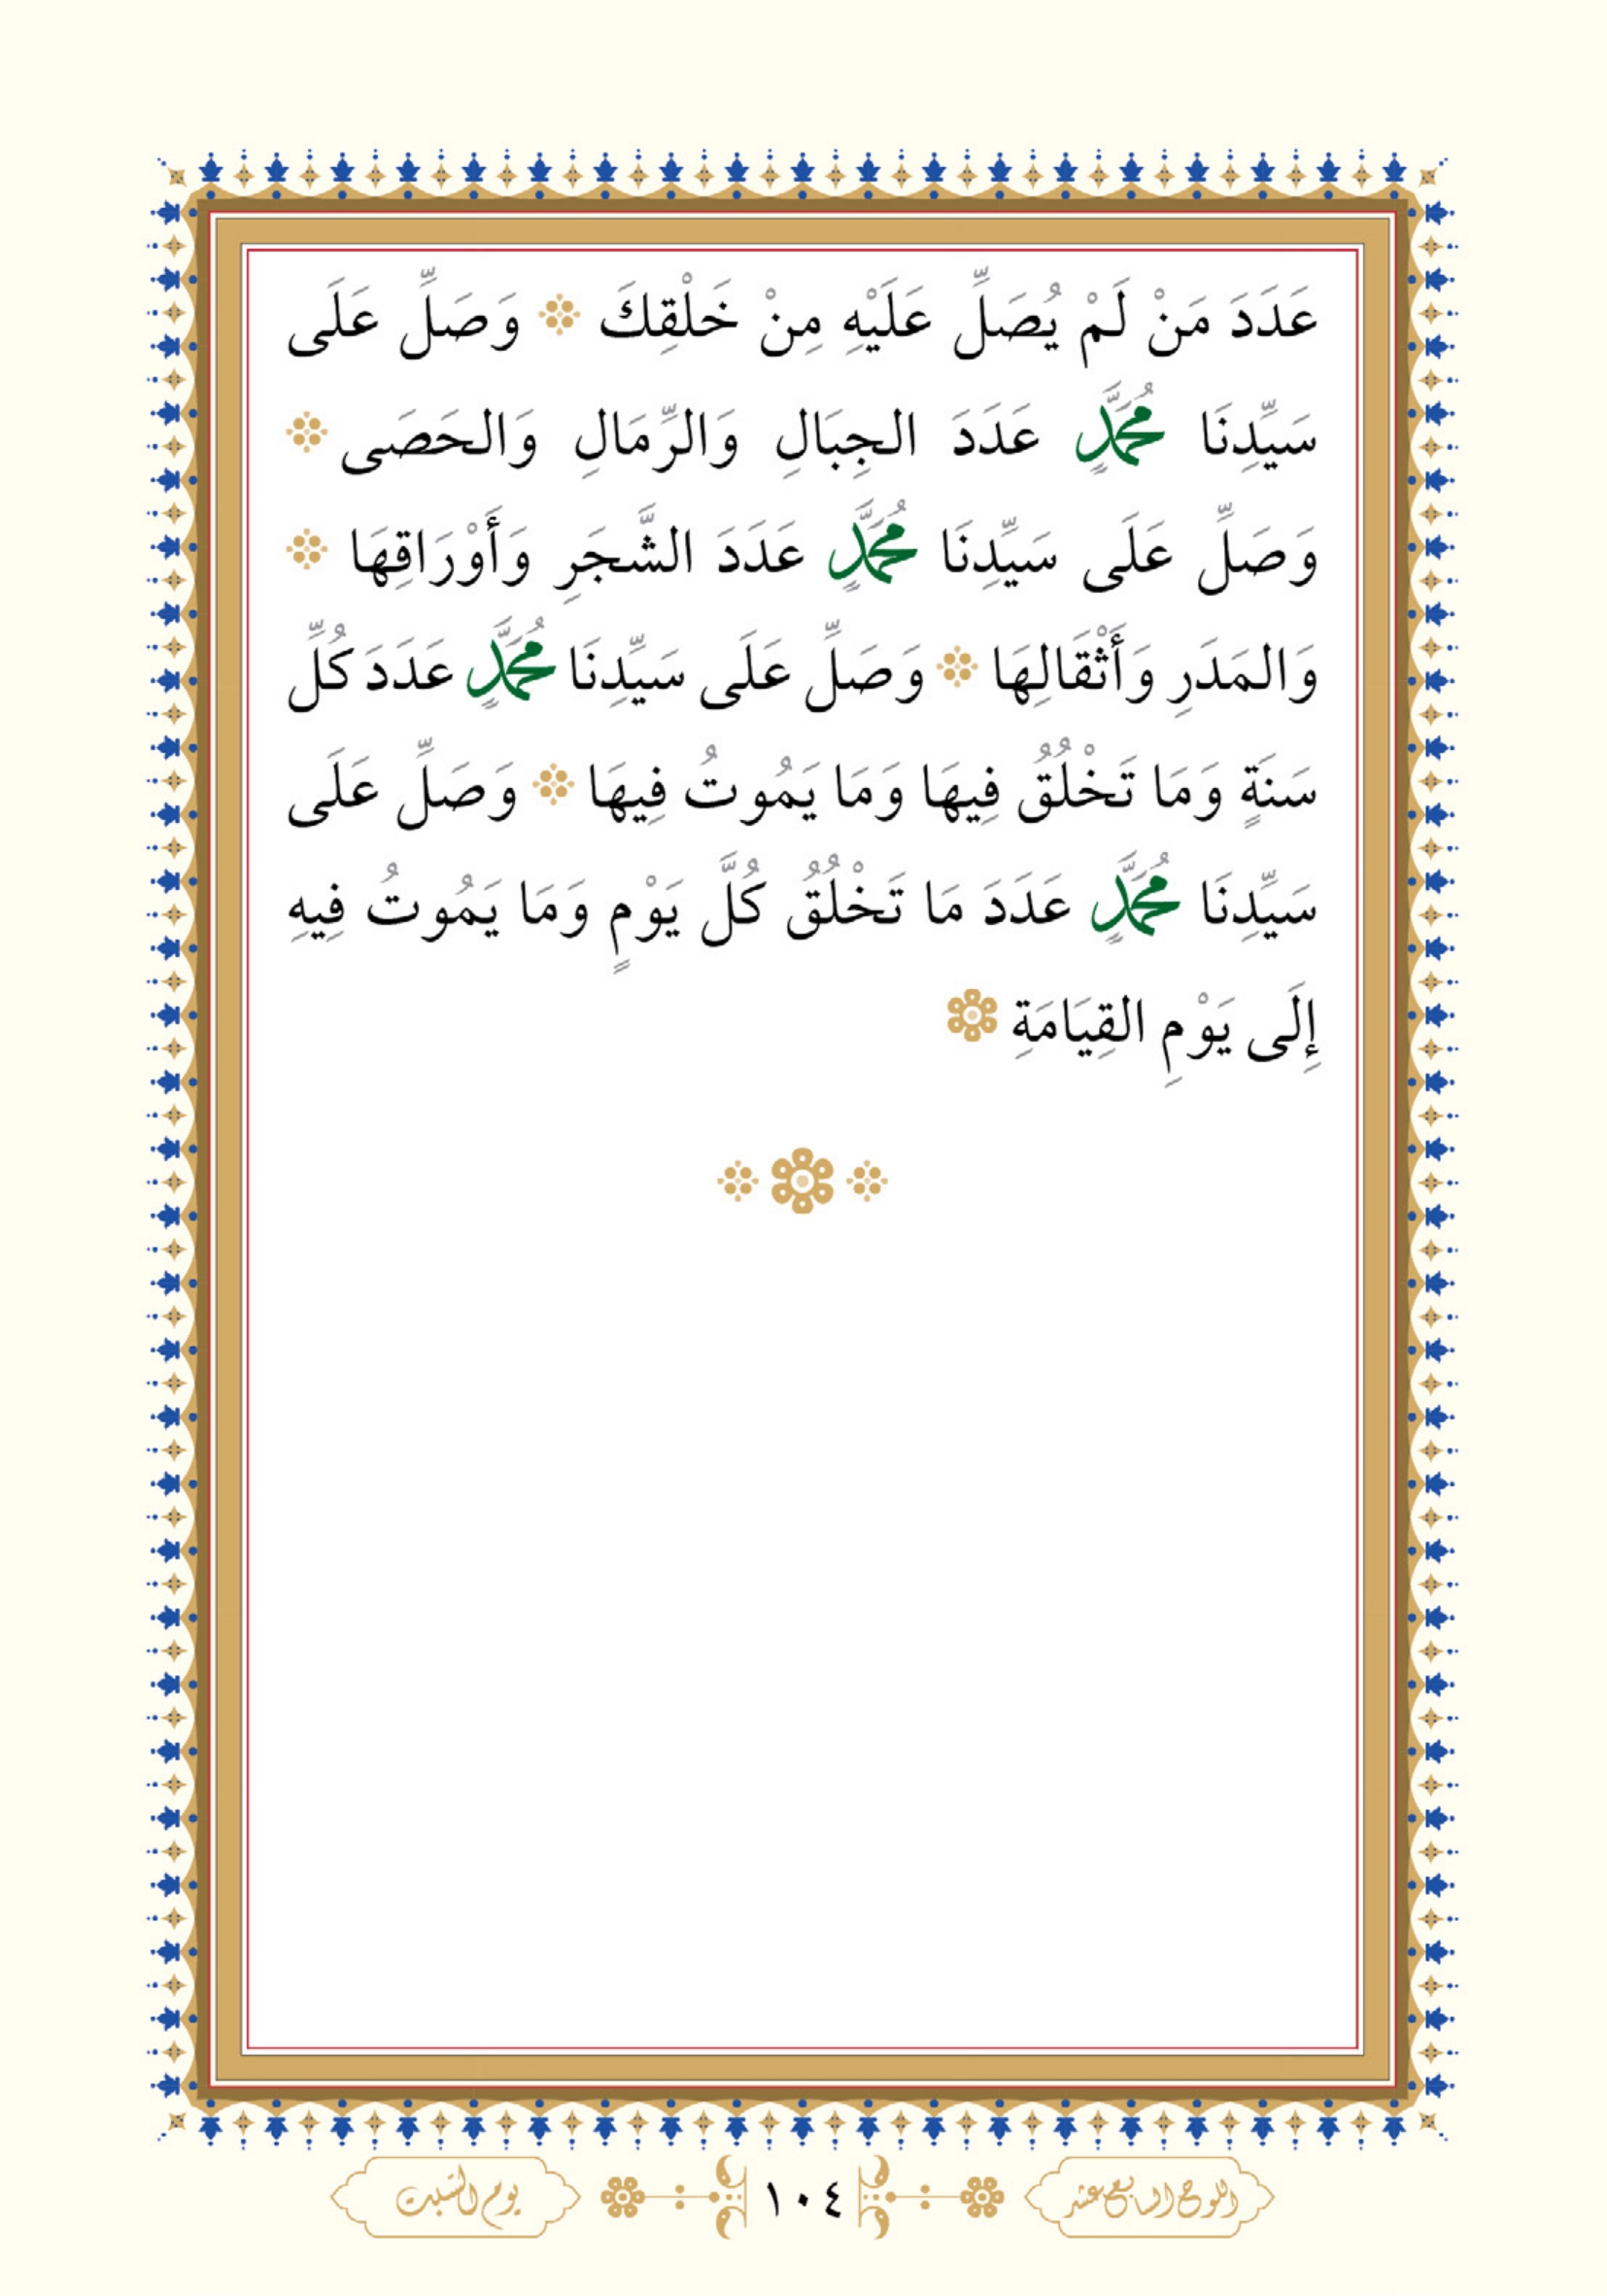 عَدَدَ مَنْ لَمْ يُصَلِّ عَلَيْهِ مِنْ خَلْقِكَ وَصَلِّ عَلَى
سَيِّدِنَا مُحَمَّدٍ عَدَدَ الجِبَالِ وَالرِّمَالِ وَالحَصَى
وَصَلِّ عَلَى سَيِّدِنَا مُحَمَّدٍ عَدَدَ الشَّجَرِ وَأَوْرَاقِهَا
وَالمَدَرِ وَأَثْقَالِهَا وَصَلِّ عَلَى سَيِّدِنَا مُحَمَّدٍ عَدَدَ كُلِّ
سَنَةٍ وَمَا تَخْلُقُ فِيهَا وَمَا يَمُوتُ فِيهَا وَصَلِّ عَلَى
سَيِّدِنَا مُحَمَّدٍ عَدَدَ مَا تَخْلُقُ كُلَّ يَوْمٍ وَمَا يَمُوتُ فِيهِ
إِلَى يَوْمِ القِيَامَةِ
اللوح السابع عشر ١٠٤ يوم السبت